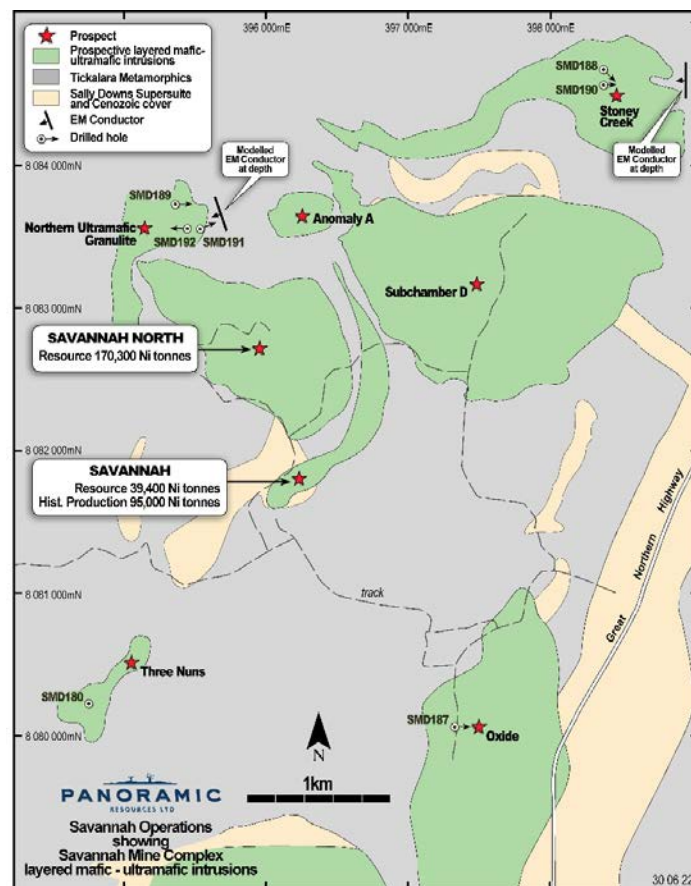 396 000mE
397 000mE
398 000mE
Prospect
Prospective layered mafic-
ultramafic intrusions
Tickalara Metamorphics
Sally Downs Supersuite
and Cenozoic cover
EM Conductor
Drilled hole
SMD188
SMD190
Stoney
Creek
Modelled
EM Conductor
at depth
Modelled
EM Conductor
at depth
8 084 000mN
SMD189
Northern Ultramafic
Granulite
SMD192
SMD191
Anomaly A
Subchamber D
8 083 000mN
SAVANNAH NORTH
Resource 170,300 Ni tonnes
8 082 000mN
SAVANNAH
Resource 39,400 Ni tonnes
Hist. Production 95,000 Ni tonnes
Great Northern Highway
8 081 000mN
track
Three Nuns
SMD180
SMD187
Oxide
8 080 000mN
N
1km
PANORAMIC
RESOURCES LTD
Savannah Operations
showing
Savannah Mine Complex
layered mafic - ultramafic intrusions
30 06 22